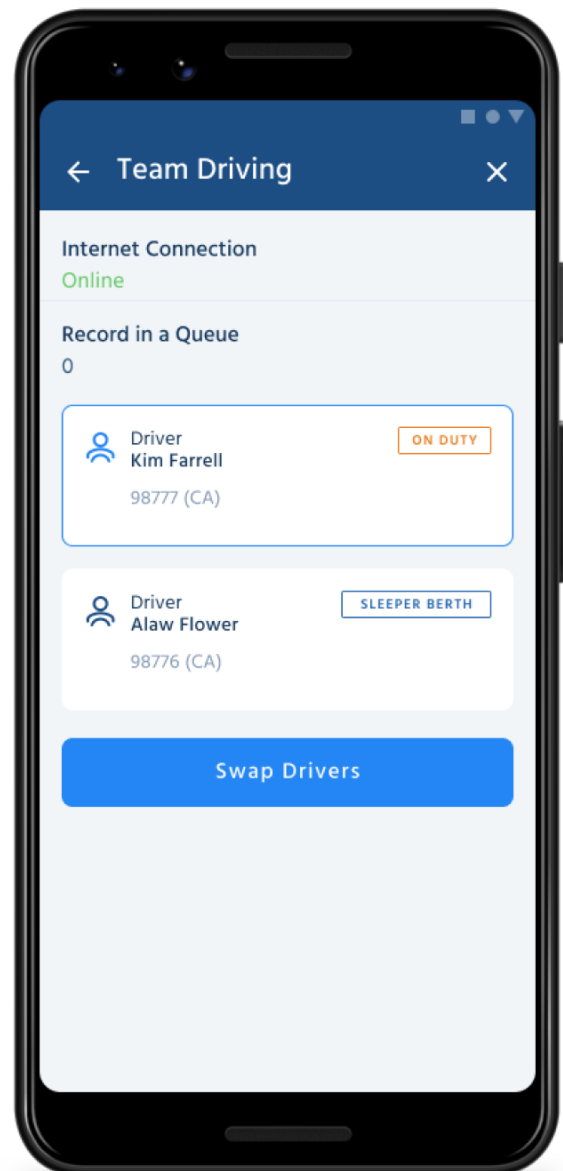 Team Driving
Internet Connection
Online
Record in a Queue
0
Driver
ON DUTY
Kim Farrell
98777 (CA)
Driver
SLEEPER BERTH
Alaw Flower
98776 (CA)
Swap Drivers